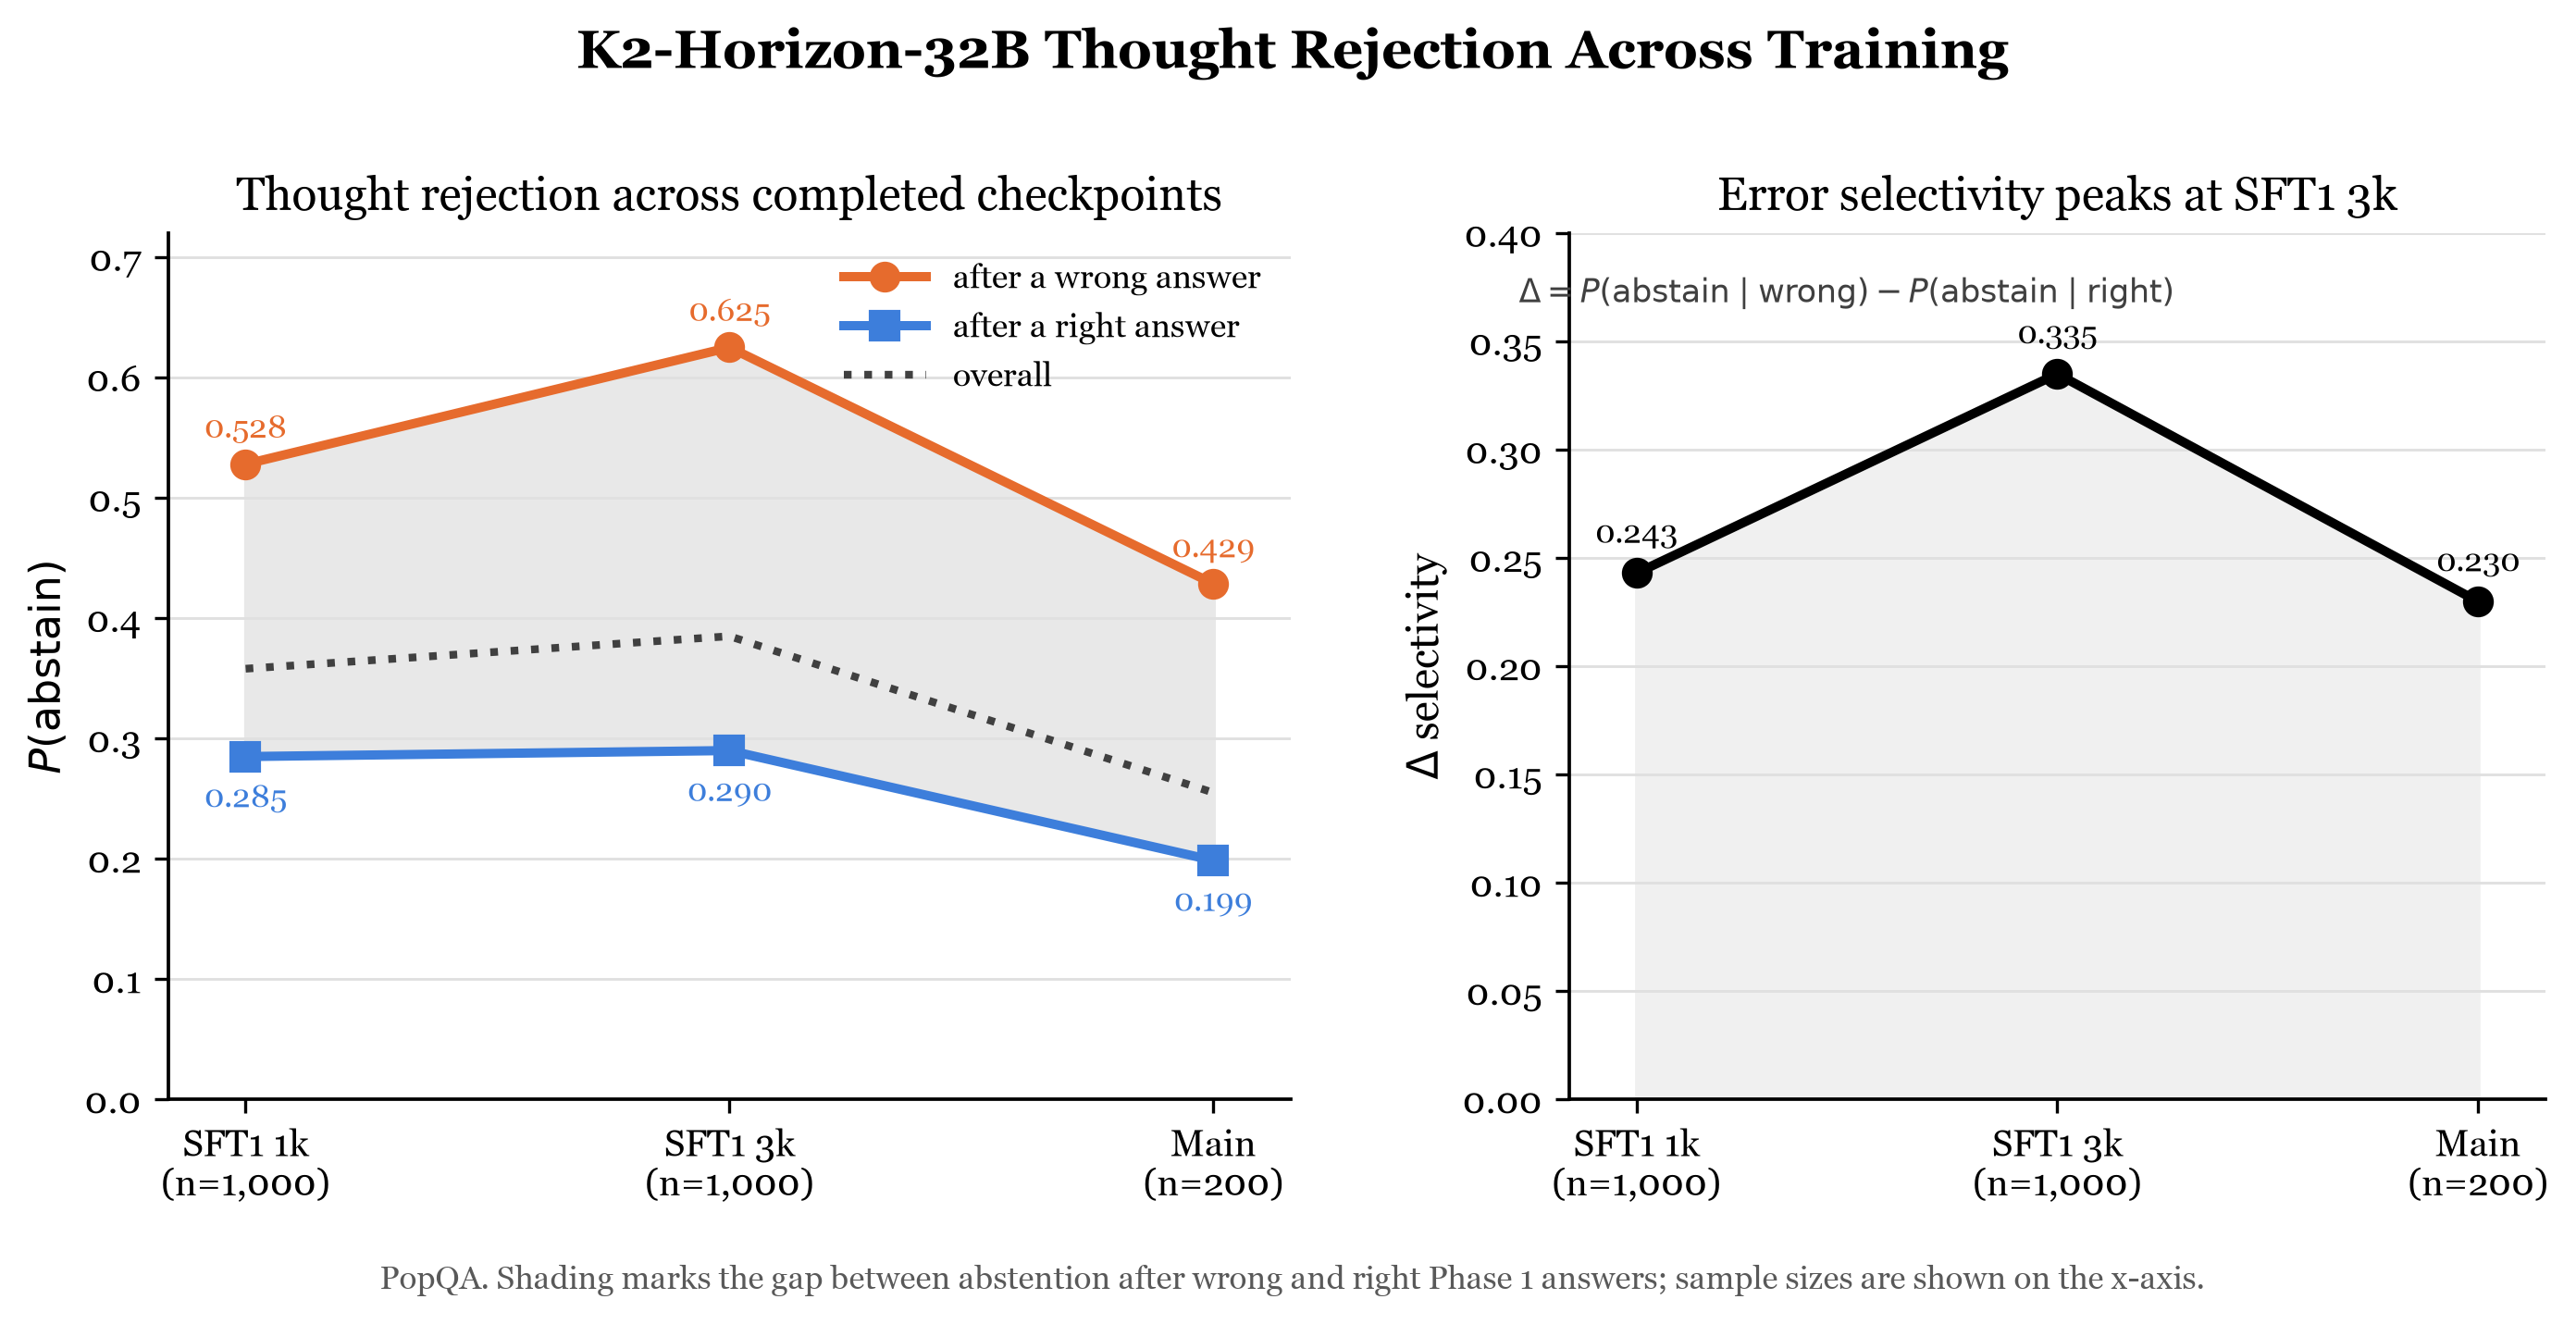 K2-Horizon-32B Thought Rejection Across Training
Thought rejection across completed checkpoints
P(abstain)
0.7
0.6
0.5
0.4
0.3
0.2
0.1
0.0
after a wrong answer
after a right answer
overall
0.528
0.625
0.429
0.285
0.290
0.199
SFT1 1k
(n=1,000)
SFT1 3k
(n=1,000)
Main
(n=200)
Error selectivity peaks at SFT1 3k
Δ selectivity
0.40
0.35
0.30
0.25
0.20
0.15
0.10
0.05
0.00
Δ = P(abstain | wrong) − P(abstain | right)
0.243
0.335
0.230
SFT1 1k
(n=1,000)
SFT1 3k
(n=1,000)
Main
(n=200)
PopQA. Shading marks the gap between abstention after wrong and right Phase 1 answers; sample sizes are shown on the x-axis.